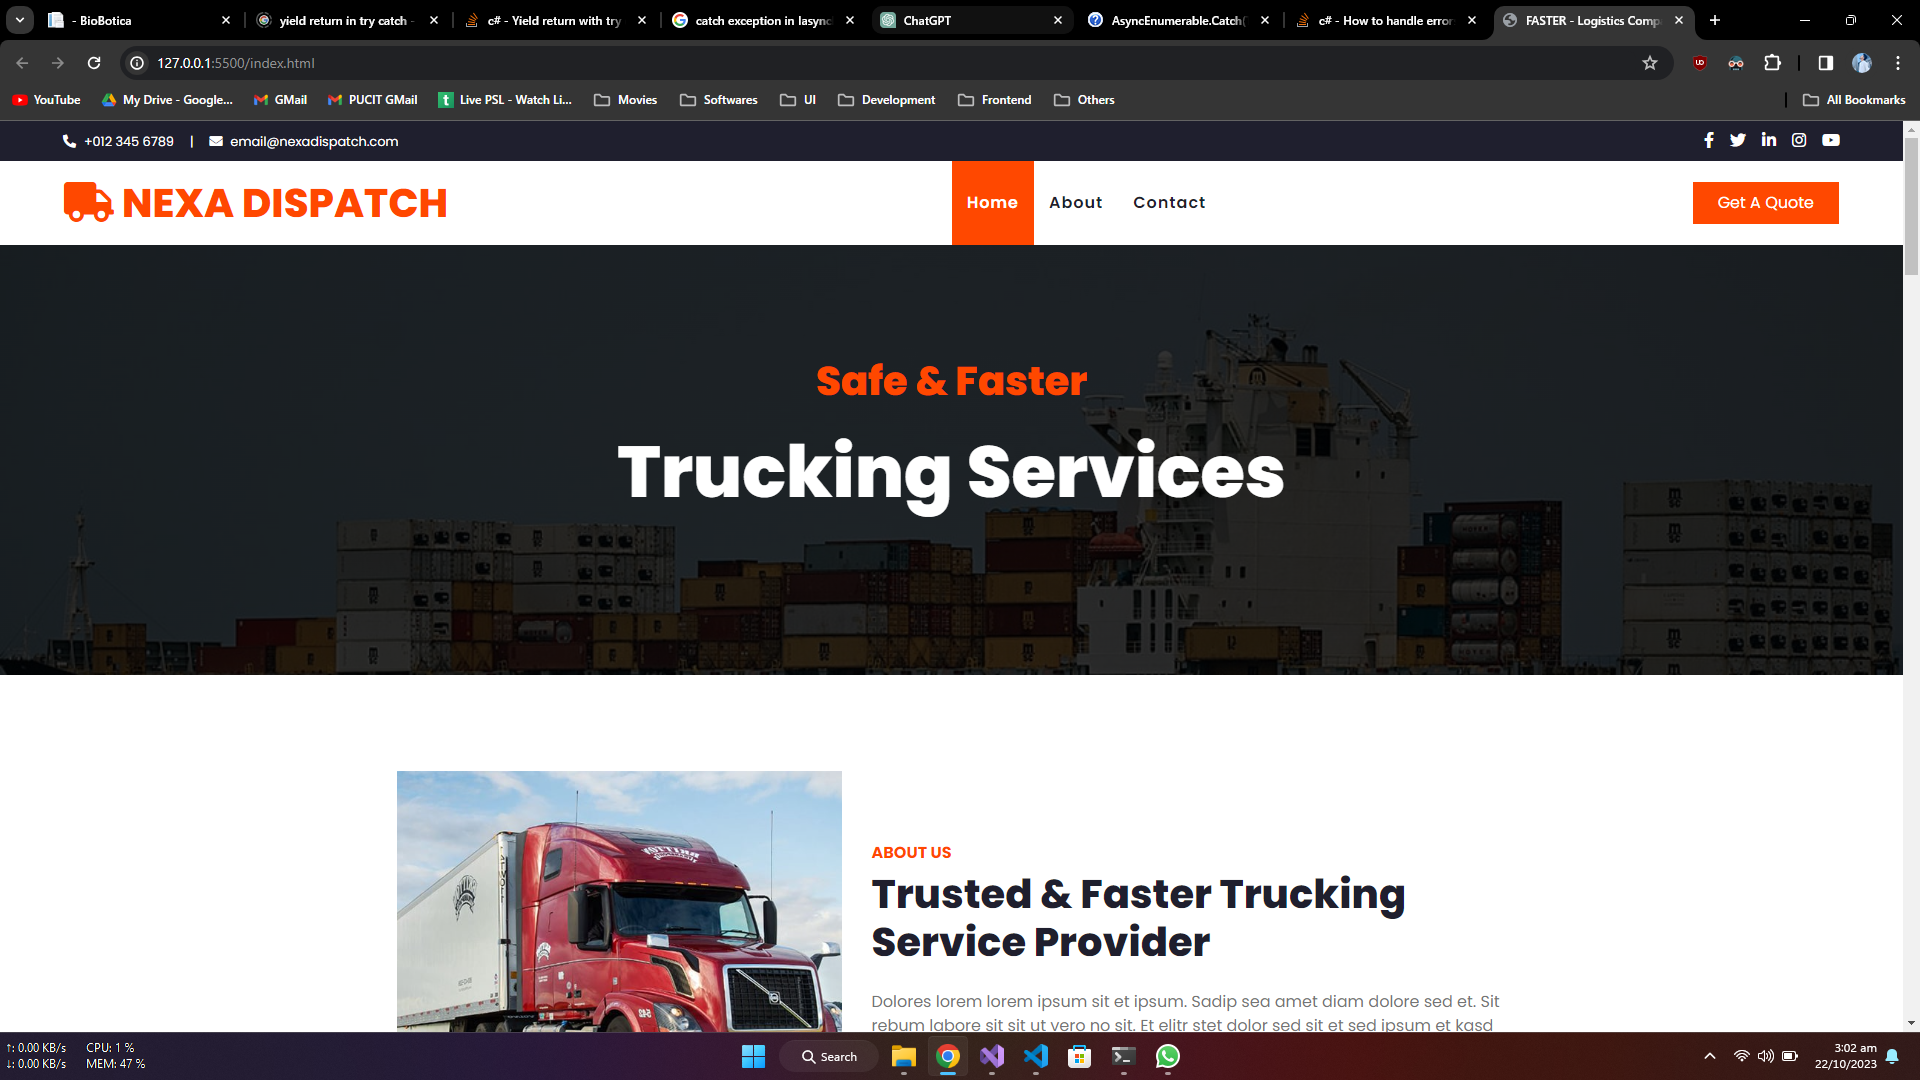 - BioBotica
yield return in try catch -
c# - Yield return with try
catch exception in Iasync
ChatGPT
AsyncEnumerable.Catch(
c# - How to handle error
FASTER - Logistics Comp
127.0.0.1:5500/index.html
YouTube
My Drive - Google...
GMail
PUCIT GMail
Live PSL - Watch Li...
Movies
Softwares
UI
Development
Frontend
Others
All Bookmarks
+012 345 6789 | email@nexadispatch.com
NEXA DISPATCH
Home
About
Contact
Get A Quote
Safe & Faster
Trucking Services
ABOUT US
Trusted & Faster Trucking
Service Provider
Dolores lorem lorem ipsum sit et ipsum. Sadip sea amet diam dolore sed et. Sit
rebum labore sit sit ut vero no sit. Et elitr stet dolor sed sit et sed ipsum et kasd
↑: 0.00 KB/s CPU: 1 %
↓: 0.00 KB/s MEM: 47 %
Search
3:02 am
22/10/2023